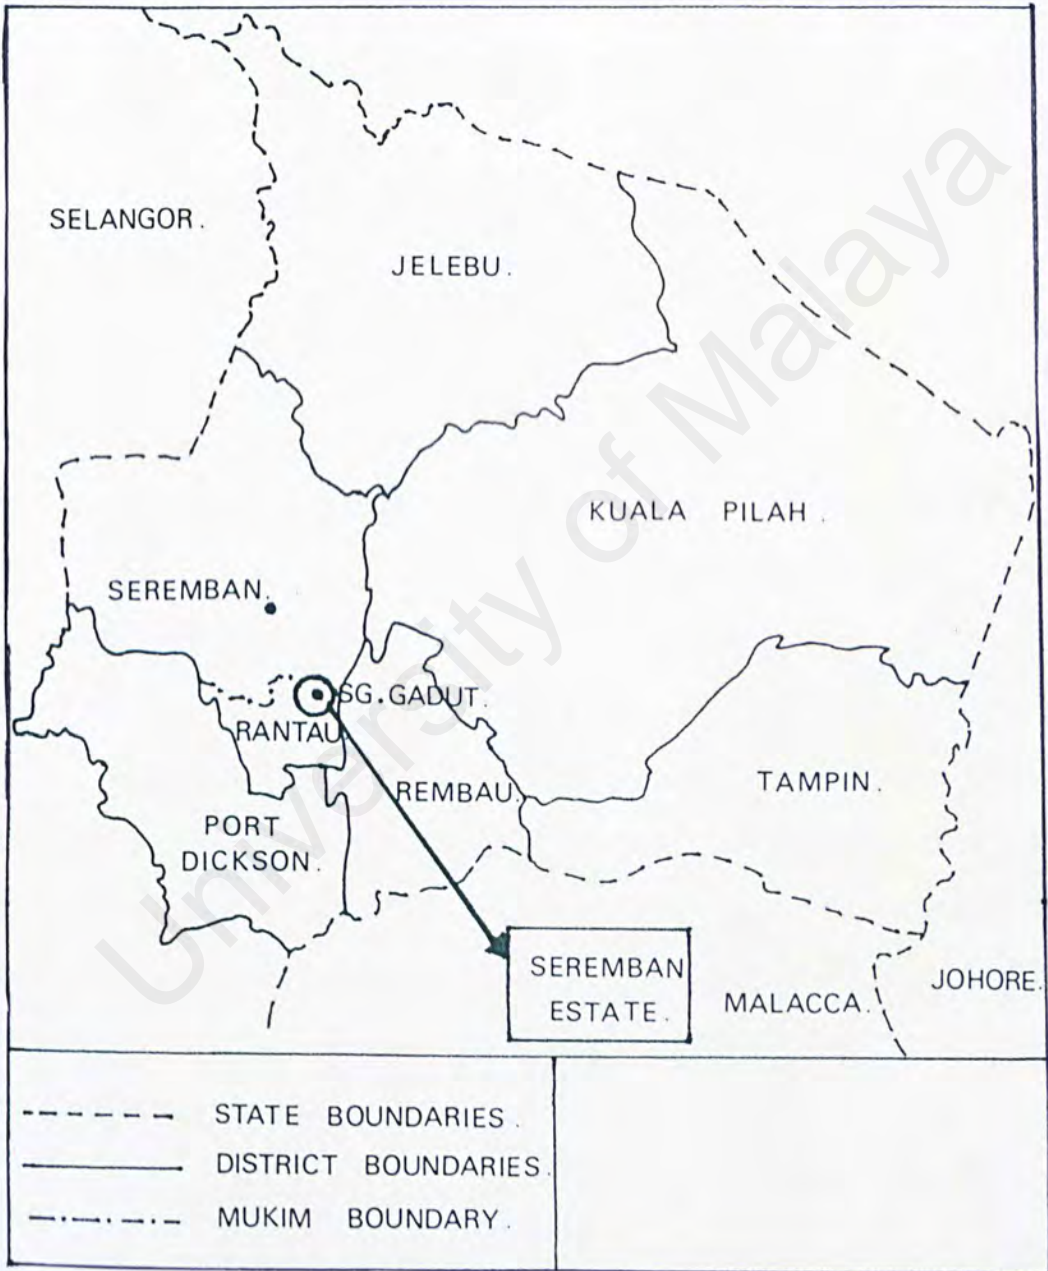 SELANGOR.
JELEBU.
KUALA PILAH.
SEREMBAN.
SG. GADUT.
RANTAU
REMBAU.
TAMPIN.
PORT
DICKSON.
SEREMBAN
ESTATE.
MALACCA.
JOHORE.
STATE BOUNDARIES.
DISTRICT BOUNDARIES.
MUKIM BOUNDARY.
University of Malaya